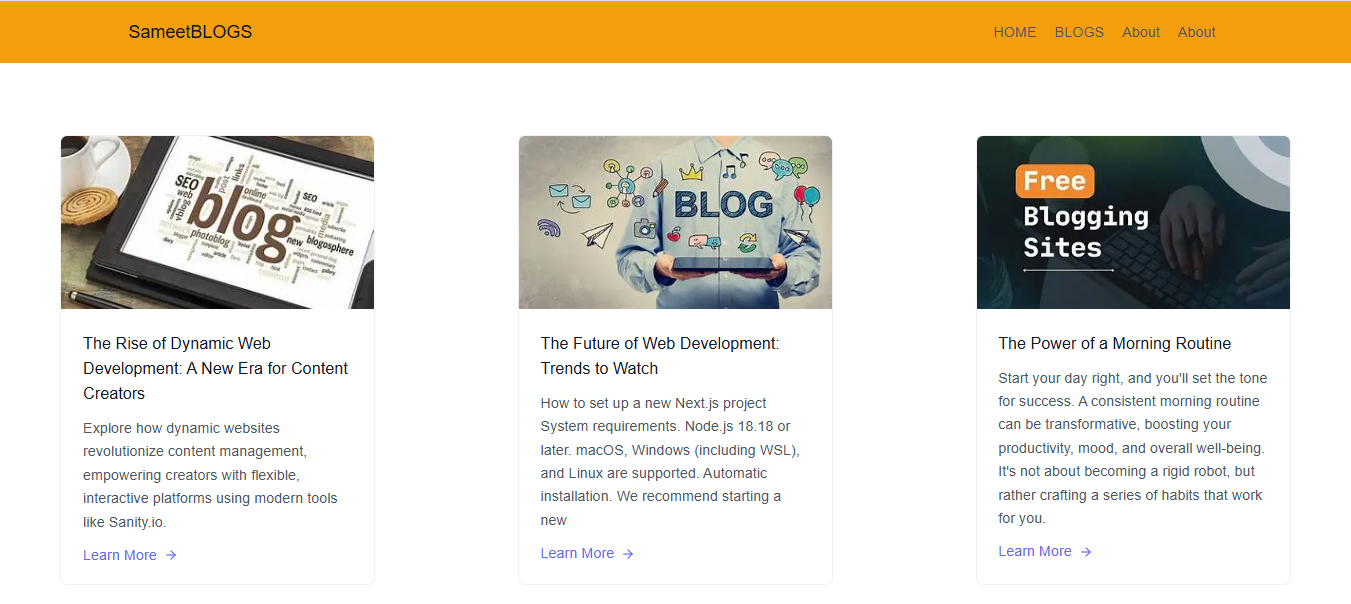 SameetBLOGS
HOME BLOGS About About
SEO
web
vblog
links
post
online
SEO
blog
photoblog
new blogosphere
article
media
BLOG
Free
Blogging
Sites
The Rise of Dynamic Web
Development: A New Era for Content
Creators
Explore how dynamic websites
revolutionize content management,
empowering creators with flexible,
interactive platforms using modern tools
like Sanity.io.
Learn More →
The Future of Web Development:
Trends to Watch
How to set up a new Next.js project
System requirements. Node.js 18.18 or
later. macOS, Windows (including WSL),
and Linux are supported. Automatic
installation. We recommend starting a
new
Learn More →
The Power of a Morning Routine
Start your day right, and you'll set the tone
for success. A consistent morning routine
can be transformative, boosting your
productivity, mood, and overall well-being.
It's not about becoming a rigid robot, but
rather crafting a series of habits that work
for you.
Learn More →